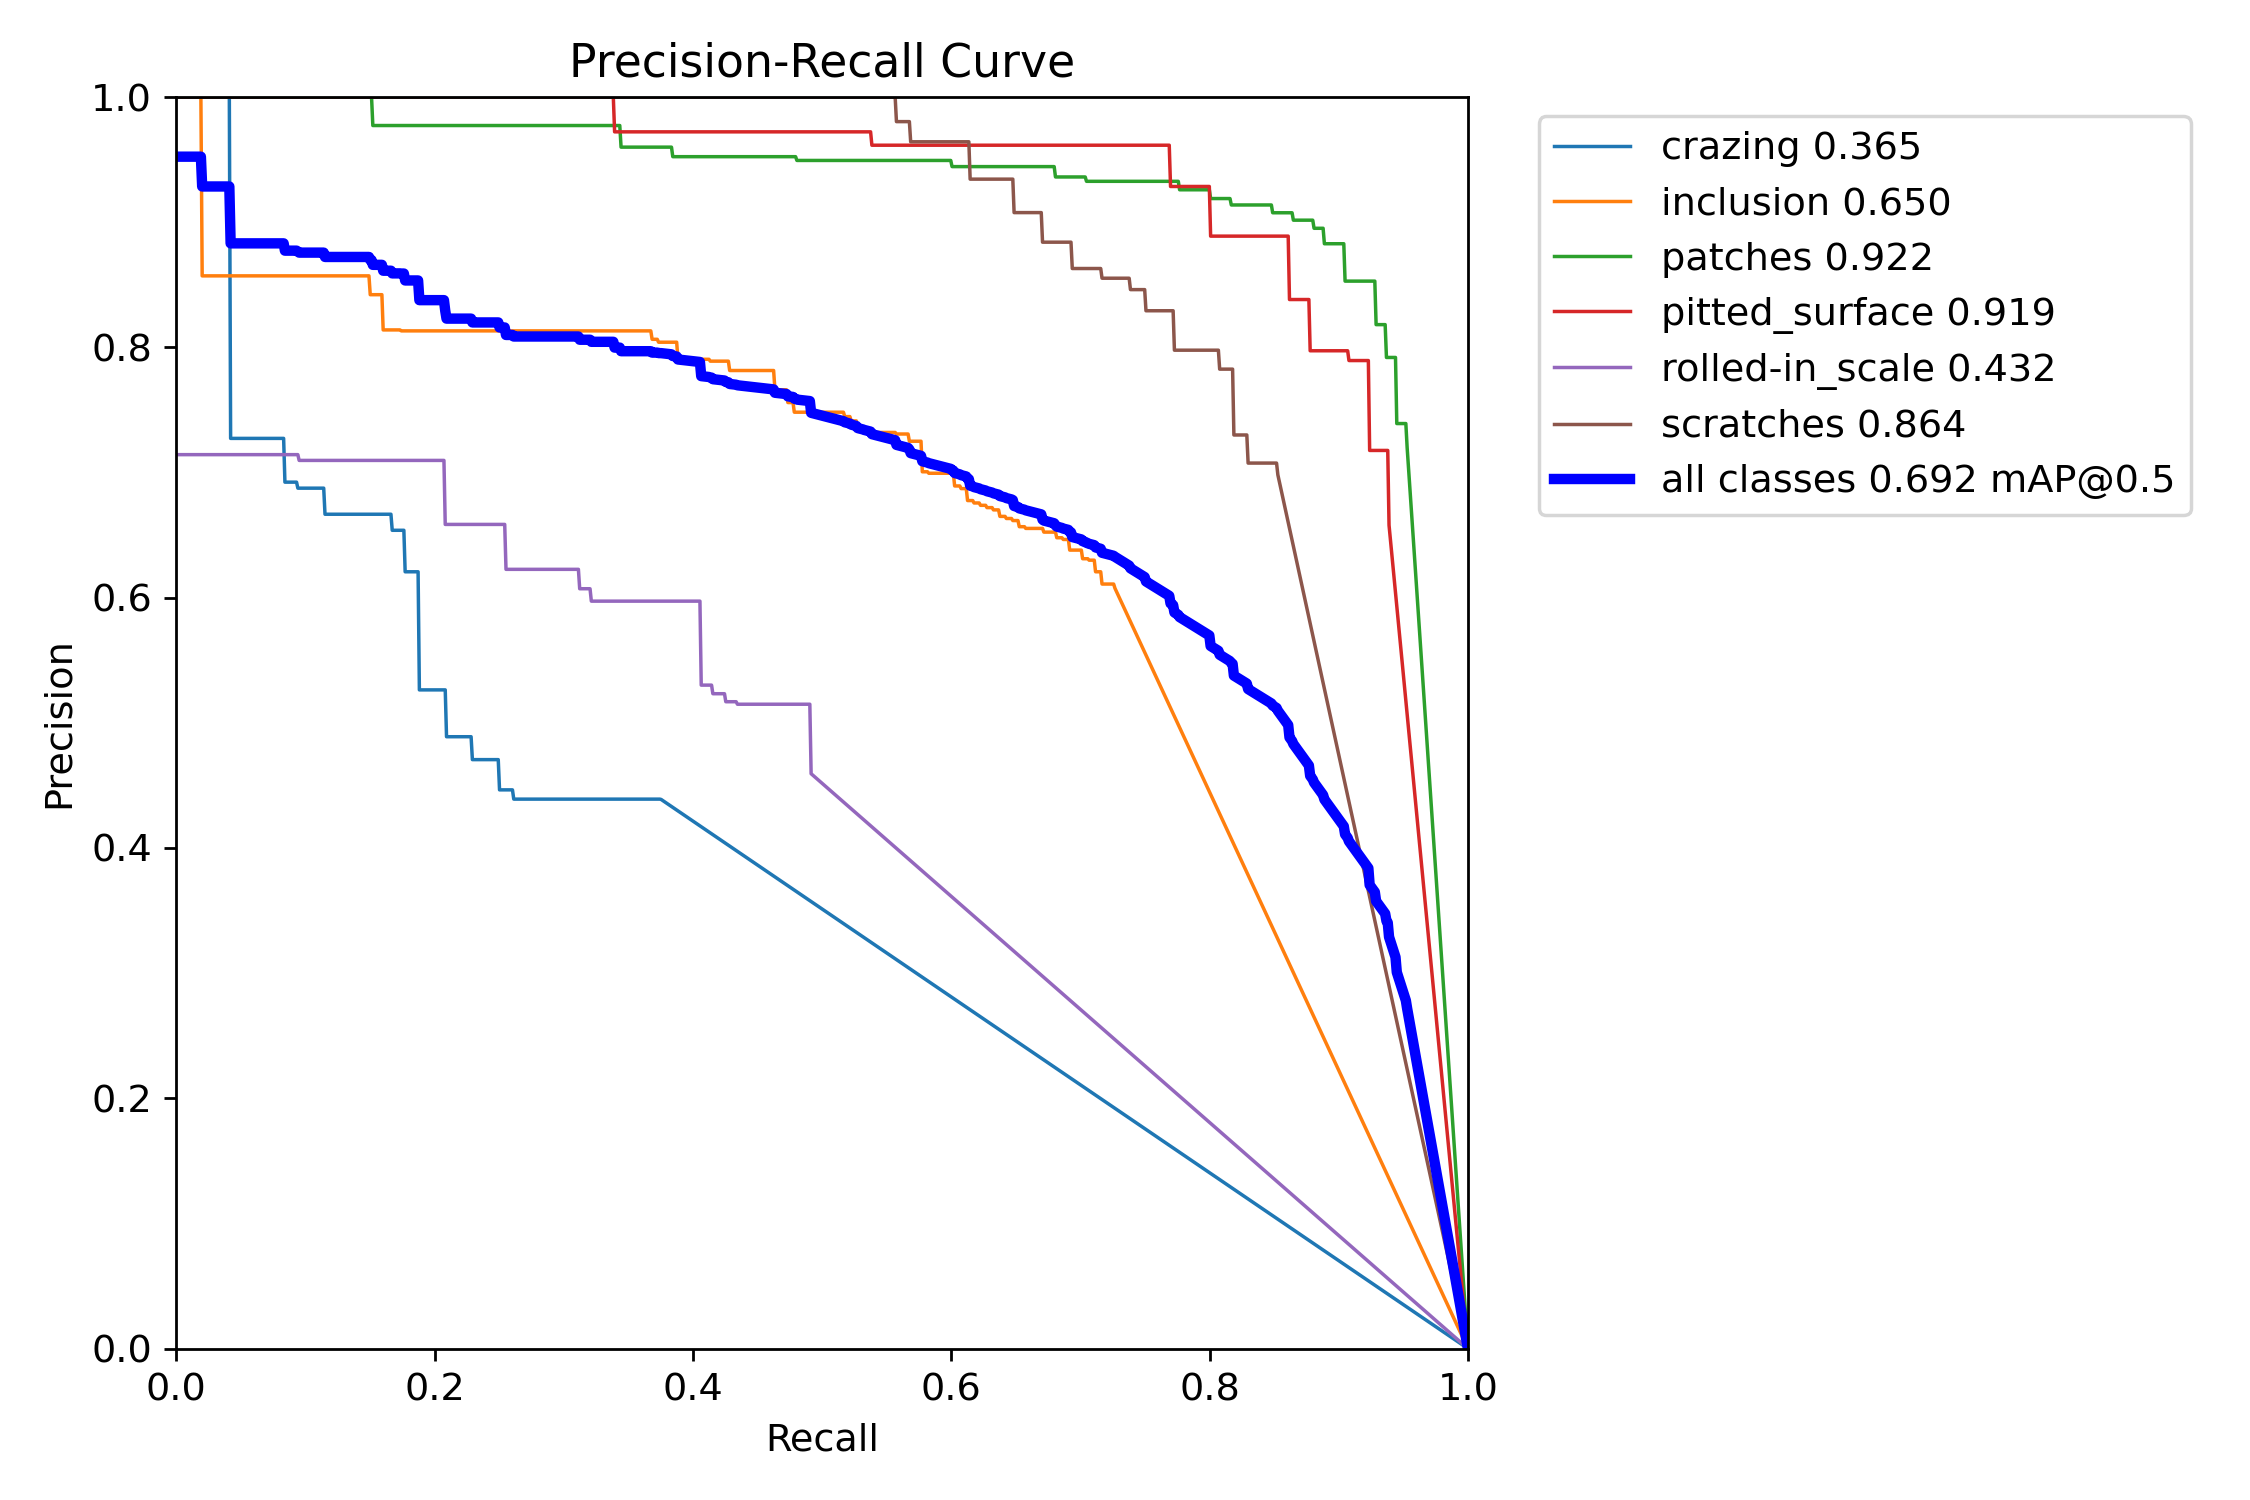 Precision-Recall Curve
1.0
0.8
0.6
0.4
0.2
0.0
Precision
0.0 0.2 0.4 0.6 0.8 1.0
Recall
crazing 0.365
inclusion 0.650
patches 0.922
pitted_surface 0.919
rolled-in_scale 0.432
scratches 0.864
all classes 0.692 mAP@0.5